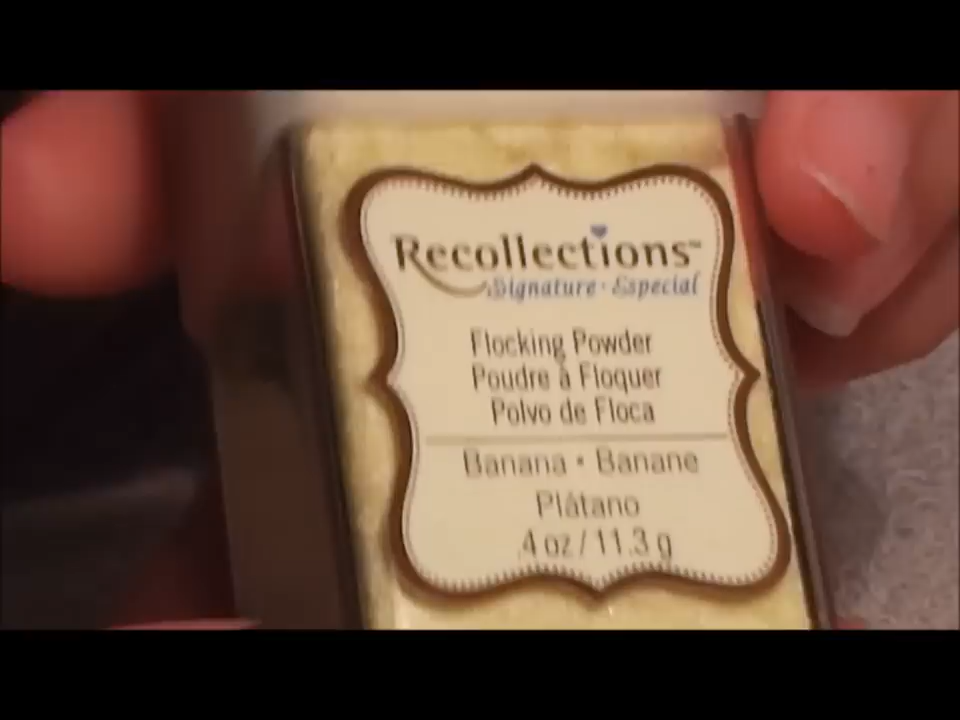 Recollections™
Signature · Especial
Flocking Powder
Poudre à Floquer
Polvo de Floca
Banana • Banane
Plátano
.4 oz / 11.3 g